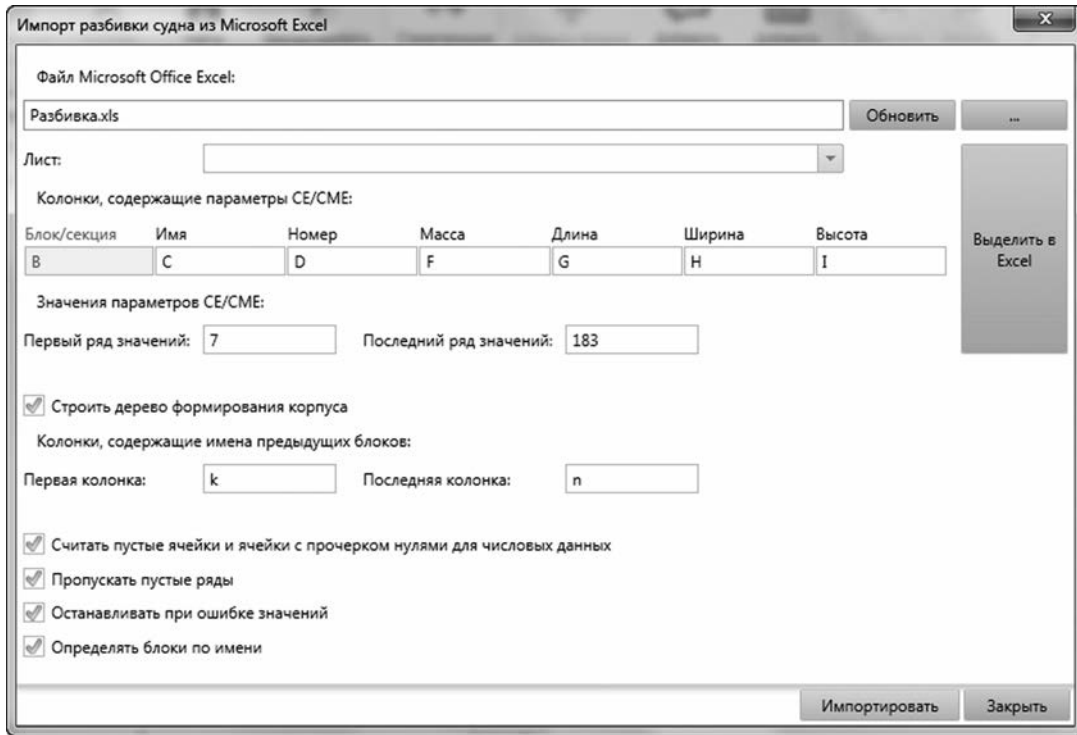 Импорт разбивки судна из Microsoft Excel
Файл Microsoft Office Excel:
Разбивка.xls Обновить ...
Лист:
Колонки, содержащие параметры СЕ/СМЕ:
Блок/секция Имя Номер Масса Длина Ширина Высота
B C D F G H I
Выделить в
Excel
Значения параметров СЕ/СМЕ:
Первый ряд значений: 7 Последний ряд значений: 183
Строить дерево формирования корпуса
Колонки, содержащие имена предыдущих блоков:
Первая колонка: k Последняя колонка: n
Считать пустые ячейки и ячейки с прочерком нулями для числовых данных
Пропускать пустые ряды
Останавливать при ошибке значений
Определять блоки по имени
Импортировать Закрыть